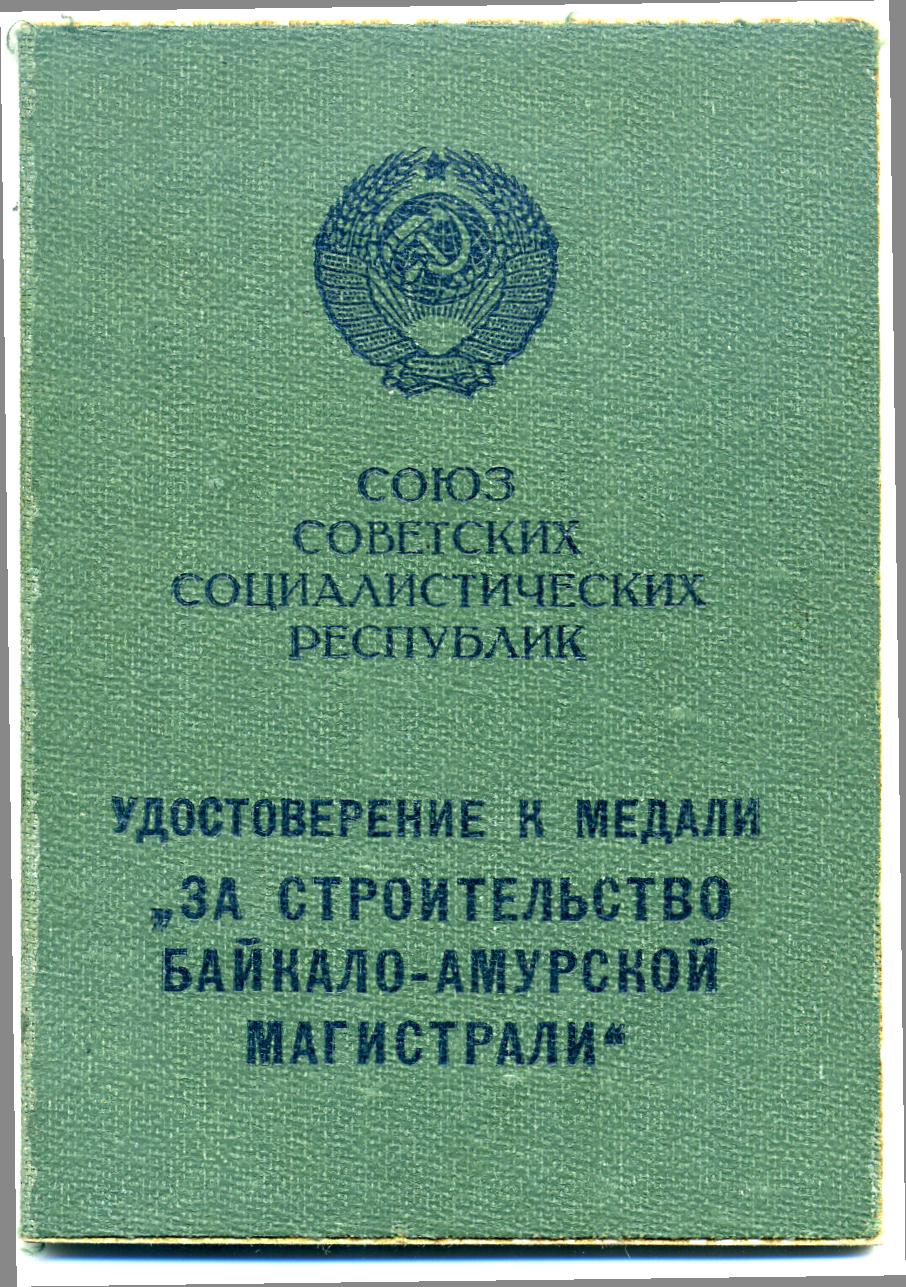 СОЮЗ
СОВЕТСКИХ
СОЦИАЛИСТИЧЕСКИХ
РЕСПУБЛИК
УДОСТОВЕРЕНИЕ К МЕДАЛИ
„ЗА СТРОИТЕЛЬСТВО
БАЙКАЛО-АМУРСКОЙ
МАГИСТРАЛИ“